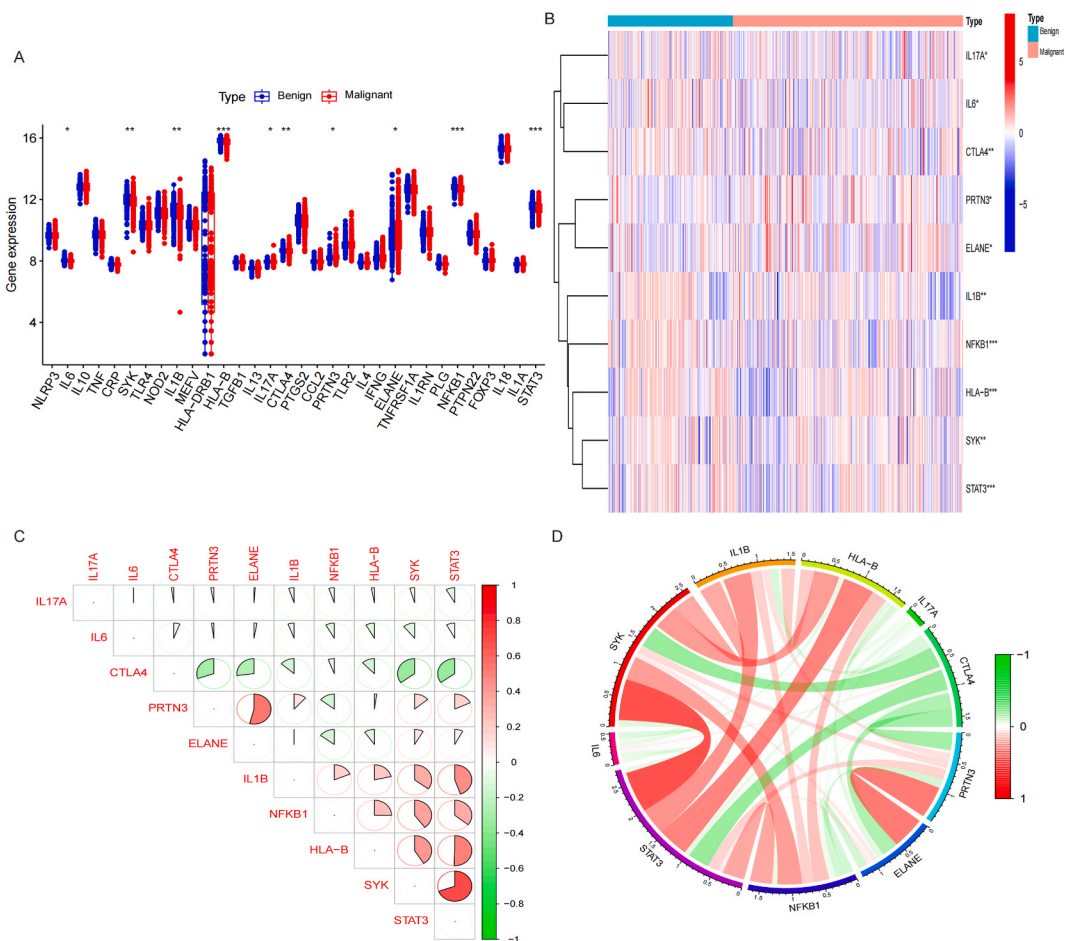 A
Type Benign Malignant
* ** ** *** * ** * * *** ***
Gene expression
16
12
8
4
NLRP3
IL6
IL10
TNF
CRP
SYK
TLR4
NOD2
IL1B
MEFV
HLA−DRB1
HLA−B
TGFB1
IL13
IL17A
CTLA4
PTGS2
CCL2
PRTN3
TLR2
IL4
IFNG
ELANE
TNFRSF1A
IL1RN
PLG
NFKB1
PTPN22
FOXP3
IL18
IL1A
STAT3
B
Type
IL17A*
IL6*
CTLA4**
PRTN3*
ELANE*
IL1B**
NFKB1***
HLA−B***
SYK**
STAT3***
5
0
−5
Type
Benign
Malignant
C
IL17A
IL6
CTLA4
PRTN3
ELANE
IL1B
NFKB1
HLA−B
SYK
STAT3
IL17A
IL6
CTLA4
PRTN3
ELANE
IL1B
NFKB1
HLA−B
SYK
STAT3
1
0.8
0.6
0.4
0.2
0
−0.2
−0.4
−0.6
−0.8
−1
D
IL1B
HLA−B
IL17A
CTLA4
PRTN3
ELANE
NFKB1
STAT3
IL6
SYK
−1
0
1